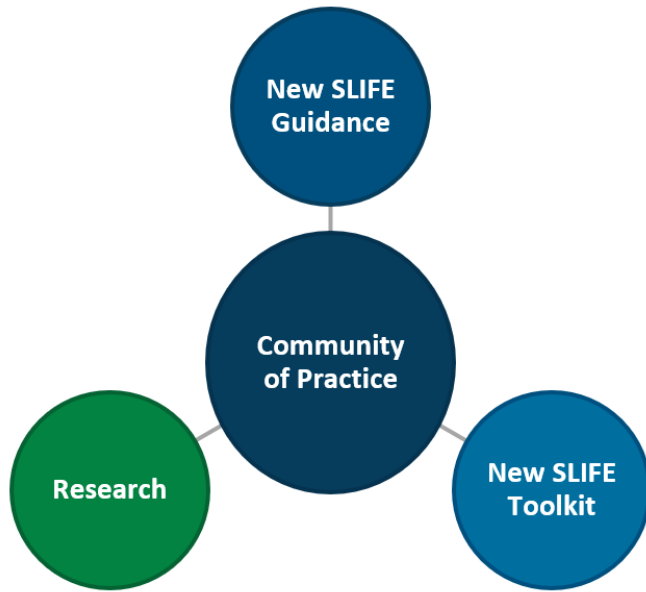 New SLIFE
Guidance
Community
of Practice
Research
New SLIFE
Toolkit